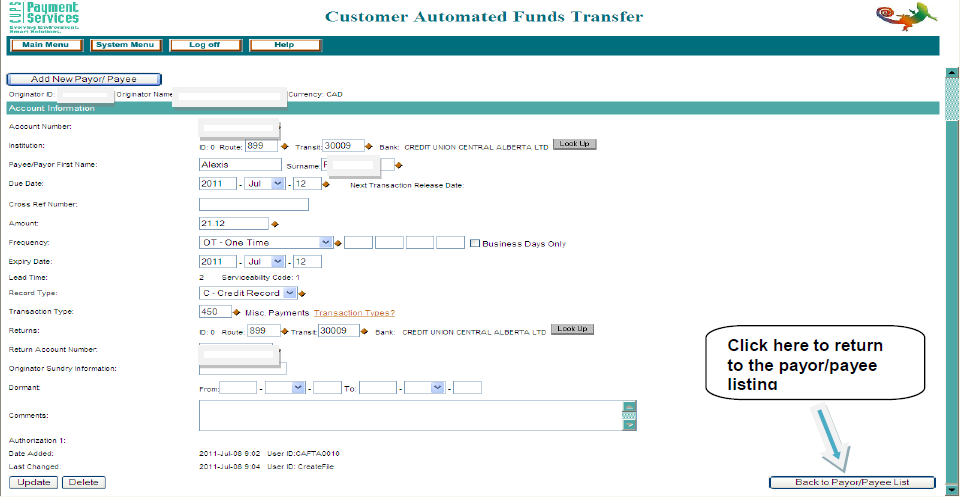 CUPS Payment Services
Evolving Environment.
Smart Solutions.
Customer Automated Funds Transfer
Main Menu System Menu Log off Help
Add New Payor/ Payee
Originator ID: Originator Name Currency: CAD
Account Information
Account Number:
Institution: ID: 0 Route: 899 Transit: 30009 Bank: CREDIT UNION CENTRAL ALBERTA LTD Look Up
Payee/Payor First Name: Alexis Surname:
Due Date: 2011 - Jul - 12 Next Transaction Release Date:
Cross Ref Number:
Amount: 21.12
Frequency: OT - One Time Business Days Only
Expiry Date: 2011 - Jul - 12
Lead Time: 2 Serviceability Code: 1
Record Type: C - Credit Record
Transaction Type: 450 Misc. Payments Transaction Types?
Returns: ID: 0 Route: 899 Transit: 30009 Bank: CREDIT UNION CENTRAL ALBERTA LTD Look Up
Return Account Number:
Originator Sundry Information:
Dormant: From: - - To: - -
Comments:
Authorization 1:
Date Added: 2011-Jul-08 9:02 User ID:CAFTA0010
Last Changed: 2011-Jul-08 9:04 User ID: CreateFile
Update Delete Back to Payor/Payee List
Click here to return
to the payor/payee
listing